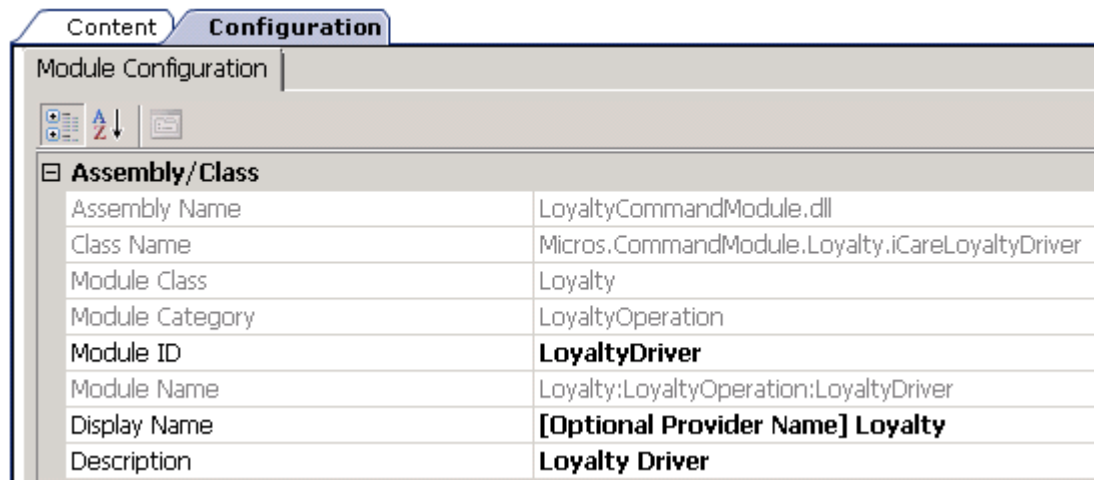 Content Configuration
Module Configuration
A
Z
Assembly/Class
Assembly Name LoyaltyCommandModule.dll
Class Name Micros.CommandModule.Loyalty.iCareLoyaltyDriver
Module Class Loyalty
Module Category LoyaltyOperation
Module ID LoyaltyDriver
Module Name Loyalty:LoyaltyOperation:LoyaltyDriver
Display Name [Optional Provider Name] Loyalty
Description Loyalty Driver